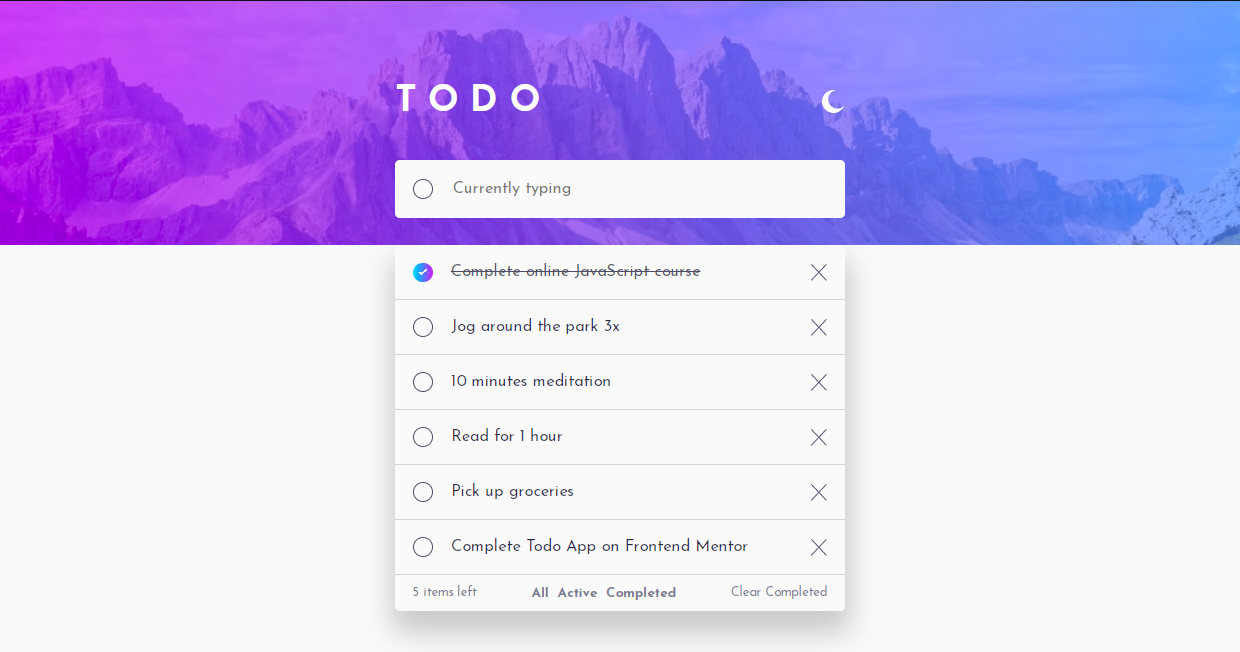 TODO
Currently typing
Complete online JavaScript course
Jog around the park 3x
10 minutes meditation
Read for 1 hour
Pick up groceries
Complete Todo App on Frontend Mentor
5 items left All Active Completed Clear Completed